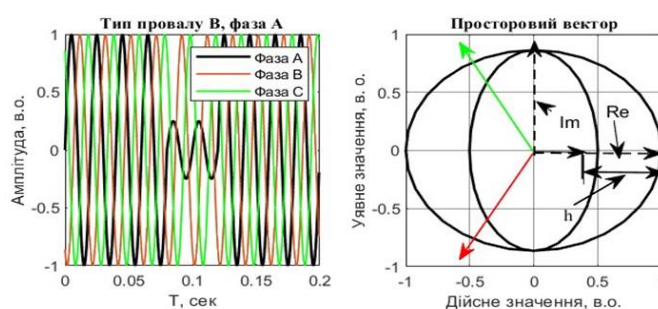 Тип провалу В, фаза А
Амплітуда, в.о.
1
0.5
0
-0.5
-1
Фаза А
Фаза В
Фаза С
0
0.05
0.1
0.15
0.2
Т, сек
Просторовий вектор
Уявне значення, в. о.
1
0.5
0
-0.5
-1
Im
Re
h
-1
-0.5
0
0.5
1
Дійсне значення, в.о.